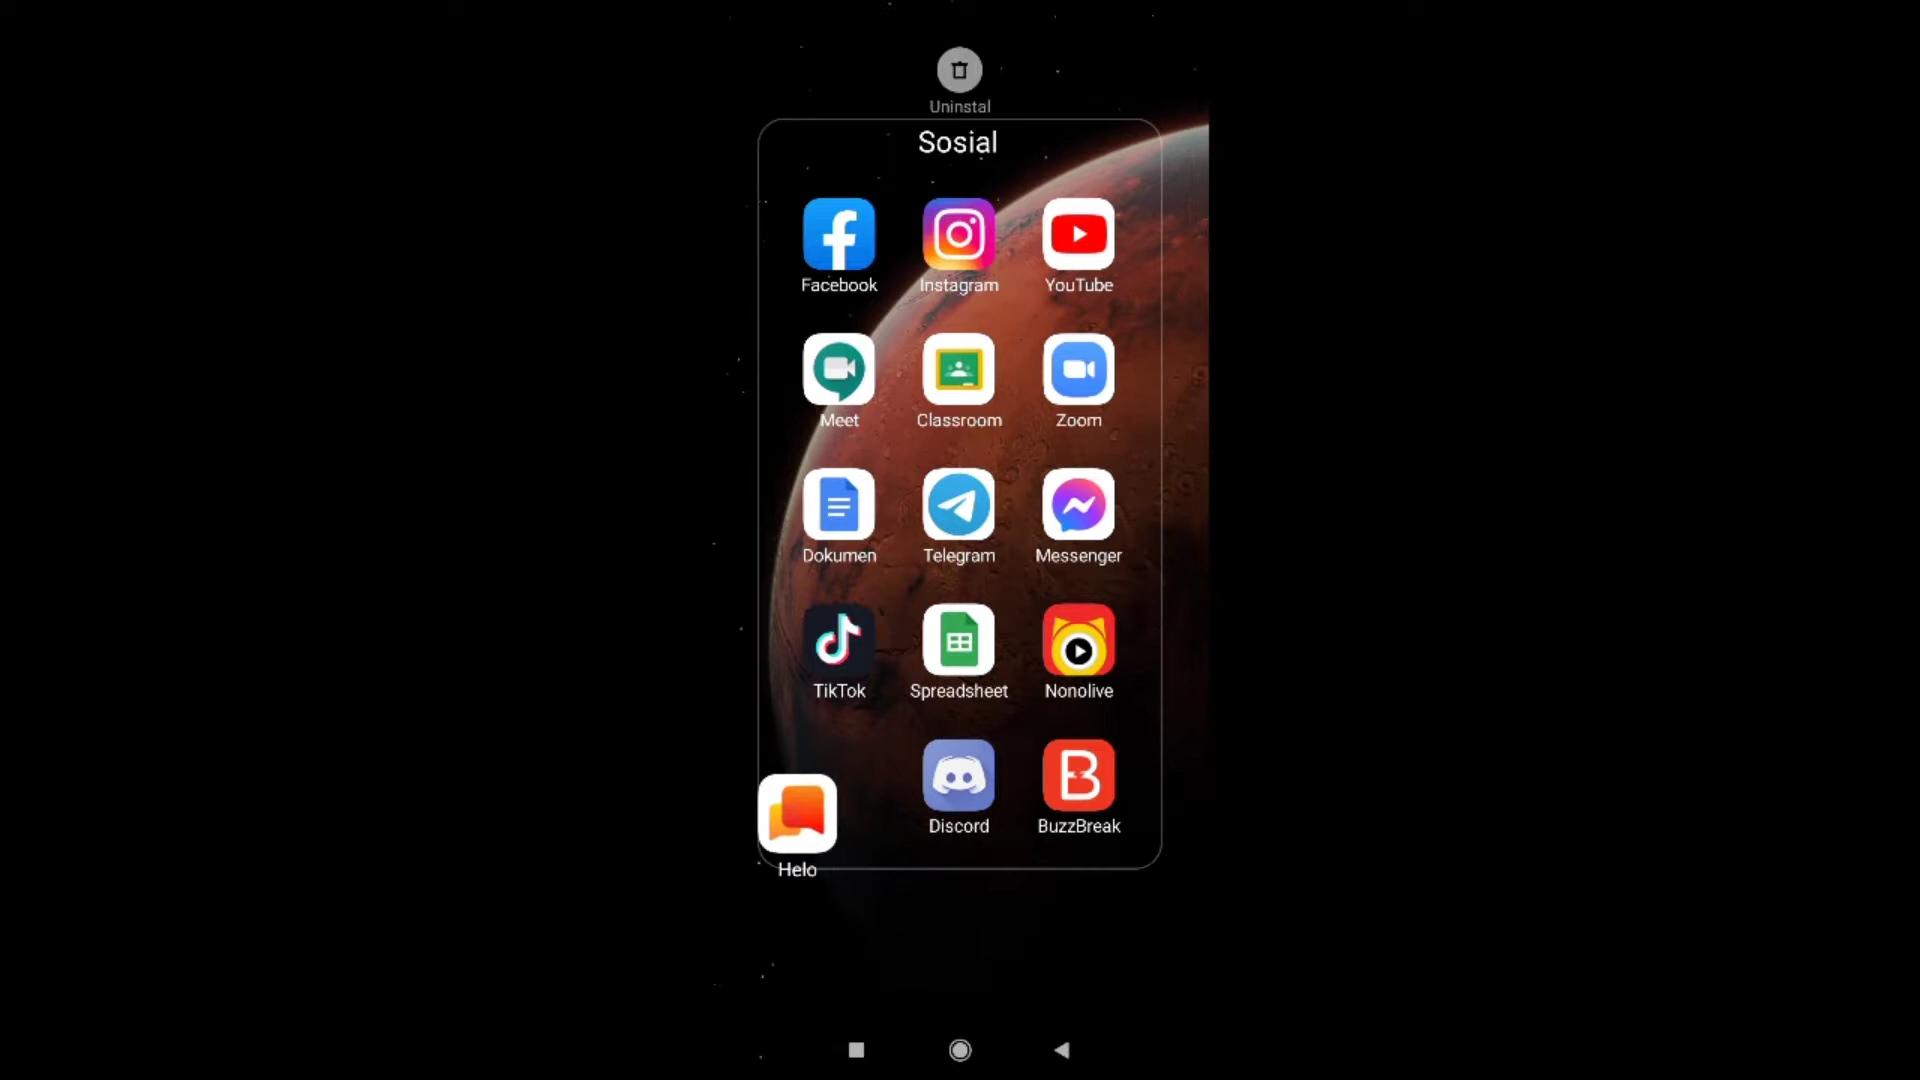 Uninstal
Sosial
Facebook
Instagram
YouTube
Meet
Classroom
Zoom
Dokumen
Telegram
Messenger
TikTok
Spreadsheet
Nonolive
Helo
Discord
BuzzBreak